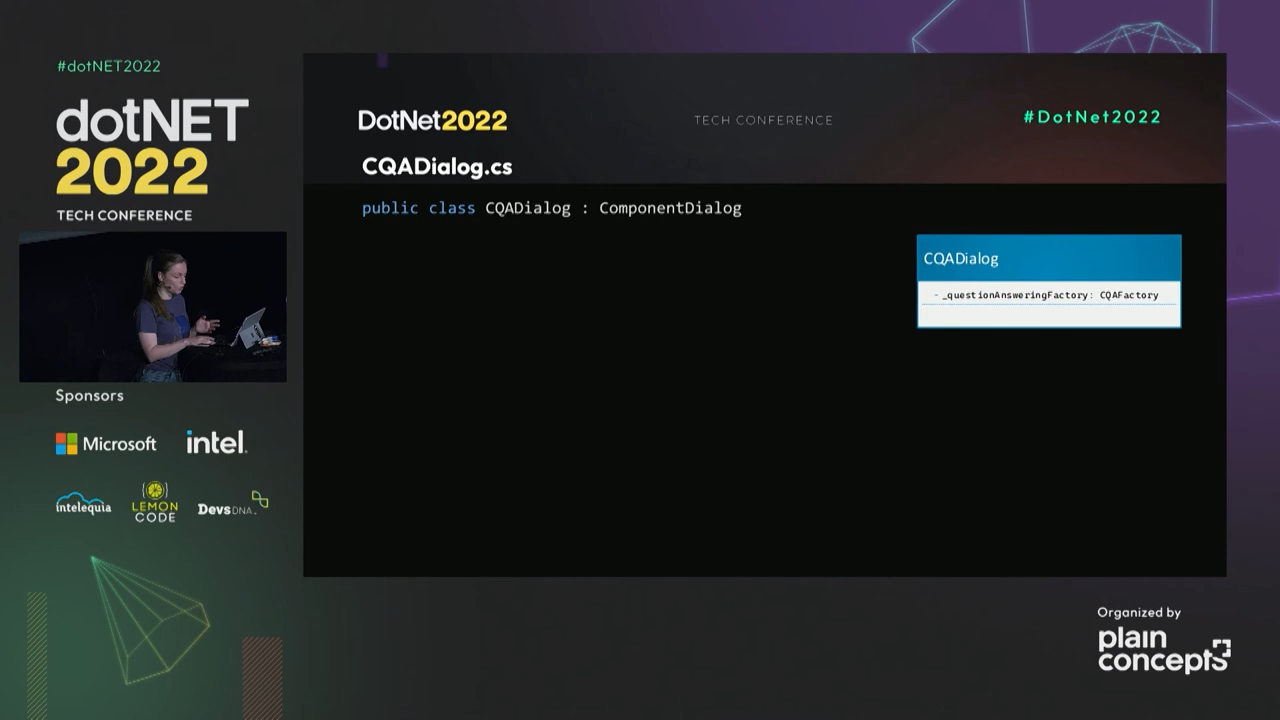 #dotNET2022
dotNET
2022
TECH CONFERENCE
Sponsors
Microsoft
intel.
intelequia
LEMON
CODE
DevsDNA.
DotNet2022
TECH CONFERENCE
#DotNet2022
CQADialog.cs
public class CQADialog : ComponentDialog
CQADialog
- _questionAnsweringFactory: CQAFactory
Organized by
plain
concepts